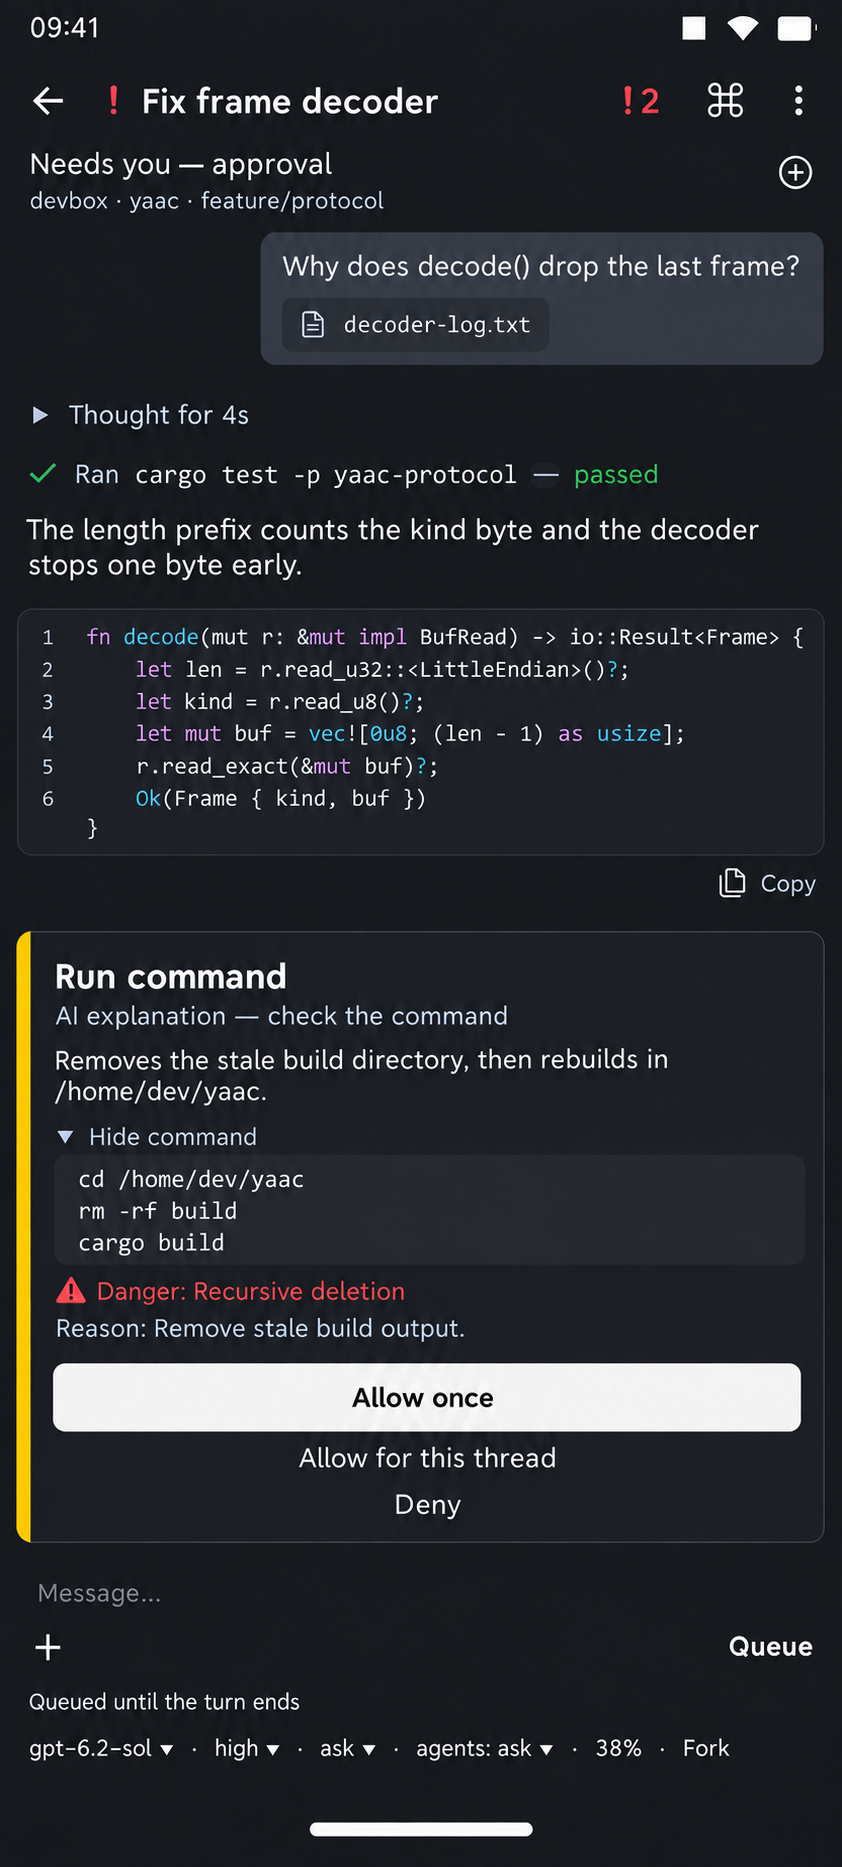 09:41
! Fix frame decoder !2
Needs you — approval
devbox · yaac · feature/protocol
Why does decode() drop the last frame?
decoder-log.txt
Thought for 4s
Ran cargo test -p yaac-protocol — passed
The length prefix counts the kind byte and the decoder
stops one byte early.
1 fn decode(mut r: &mut impl BufRead) -> io::Result<Frame> {
2 let len = r.read_u32::<LittleEndian>()?;
3 let kind = r.read_u8()?;
4 let mut buf = vec![0u8; (len - 1) as usize];
5 r.read_exact(&mut buf)?;
6 Ok(Frame { kind, buf })
}
Copy
Run command
AI explanation — check the command
Removes the stale build directory, then rebuilds in
/home/dev/yaac.
Hide command
cd /home/dev/yaac
rm -rf build
cargo build
Danger: Recursive deletion
Reason: Remove stale build output.
Allow once
Allow for this thread
Deny
Message...
Queue
Queued until the turn ends
gpt-6.2-sol ▼ · high ▼ · ask ▼ · agents: ask ▼ · 38% · Fork